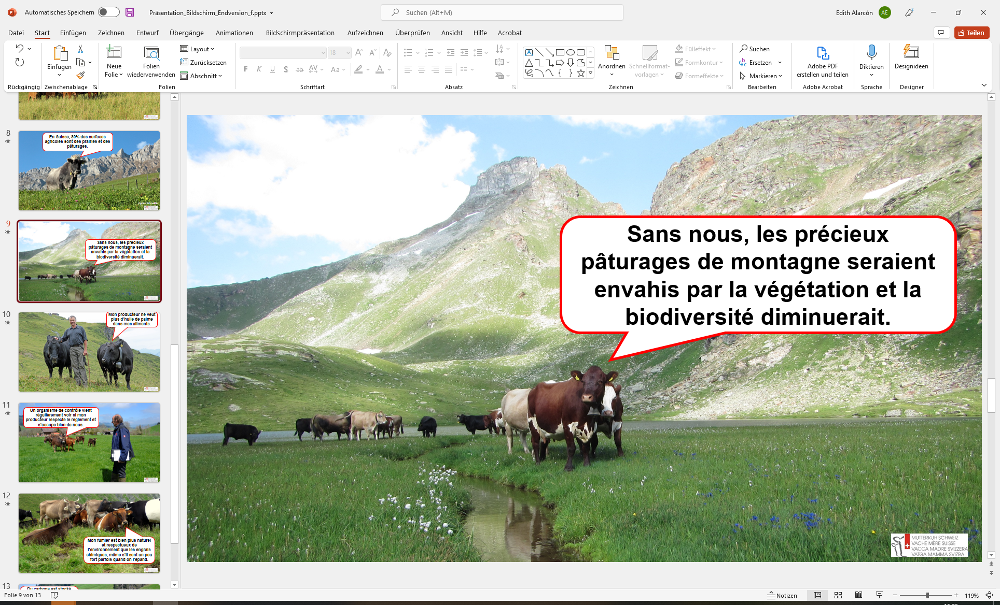 Automatisches Speichern
Präsentation_Bildschirm_Endversion_f.pptx
Suchen (Alt+M)
Edith Alarcón
AE
Datei Start Einfügen Zeichnen Entwurf Übergänge Animationen Bildschirmpräsentation Aufzeichnen Überprüfen Ansicht Hilfe Acrobat
Teilen
Rückgängig
Einfügen
Zwischenablage
Neue
Folie
Folien
wiederverwenden
Layout
Zurücksetzen
Abschnitt
Folien
18
F K U S ab AV Aa A
Schriftart
Absatz
Anordnen
Schnellformat-
vorlagen
Fülleffekt
Formkontur
Formeffekte
Zeichnen
Suchen
Ersetzen
Markieren
Bearbeiten
Adobe PDF
erstellen und teilen
Adobe Acrobat
Diktieren
Sprache
Designideen
Designer
8
En Suisse, 80% des surfaces
agricoles sont des prairies et des
pâturages.
9
Sans nous, les précieux
pâturages de montagne seraient
envahis par la végétation et la
biodiversité diminuerait.
10
Mon producteur ne veut
plus d'huile de palme
dans mes aliments.
11
Un organisme de contrôle vient
régulièrement voir si mon
producteur respecte le règlement et
s'occupe bien de nous.
12
Mon fumier est bien plus naturel
et respectueux de
l'environnement que les engrais
chimiques, même s'il sent un peu
fort parfois quand on l'épand.
13
Du carbone est stocké
Sans nous, les précieux
pâturages de montagne seraient
envahis par la végétation et la
biodiversité diminuerait.
MUTTERKUH SCHWEIZ
VACHE MÈRE SUISSE
VACCA MADRE SVIZZERA
VATGA MAMMA SVIZRA
Folie 9 von 13
Notizen
119%